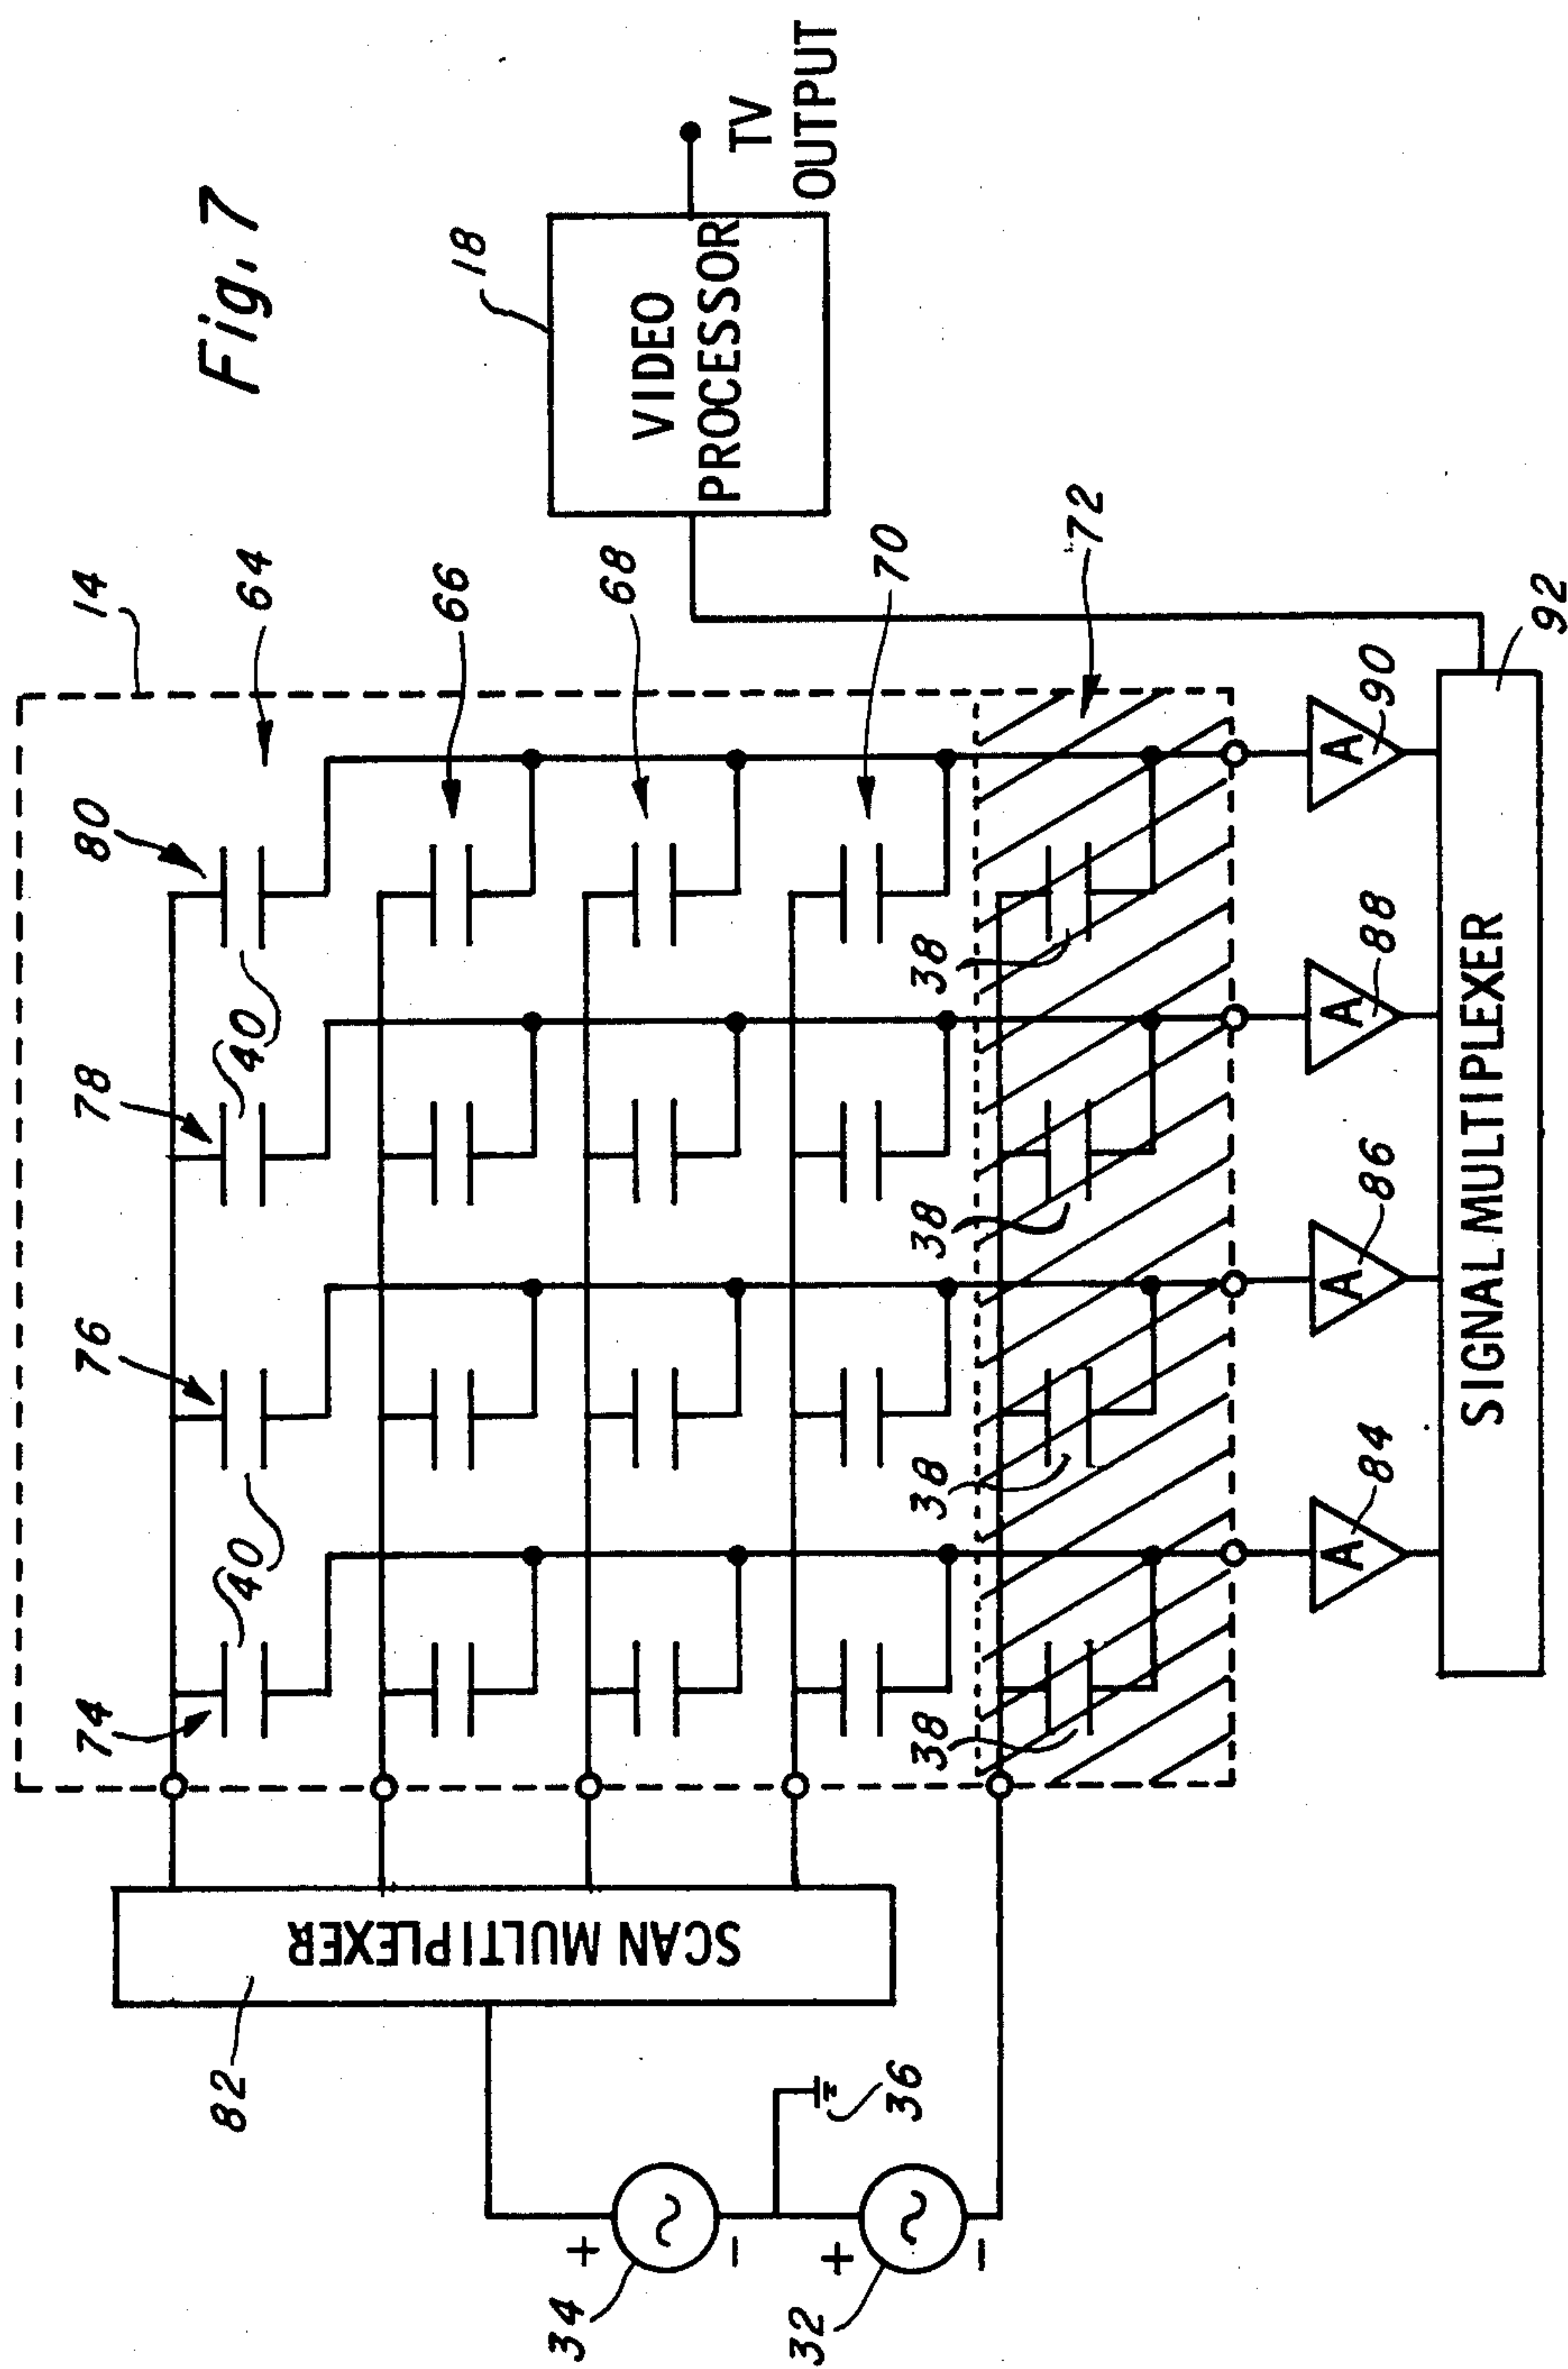 Fig. 7
14
64
80
78
76
74
40
40
66
68
70
72
38
38
38
38
18
VIDEO
PROCESSOR
TV
OUTPUT
82
SCAN MULTIPLEXER
34
+
~
-
36
32
+
~
-
A
84
A
86
A
88
A
90
SIGNAL MULTIPLEXER
92